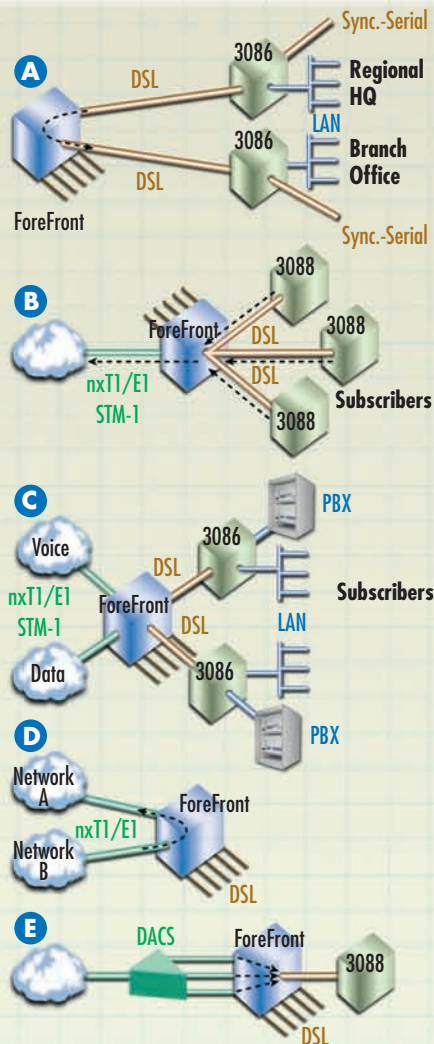 Sync.-Serial
A
3086
DSL
Regional
HQ
LAN
3086
Branch
Office
DSL
ForeFront
Sync.-Serial
B
3088
ForeFront
DSL
3088
DSL
nxT1/E1
STM-1
3088
Subscribers
C
PBX
Voice
3086
DSL
nxT1/E1
STM-1
ForeFront
Subscribers
DSL
LAN
Data
3086
PBX
D
Network
A
ForeFront
nxT1/E1
Network
B
DSL
E
DACS
ForeFront
3088
DSL